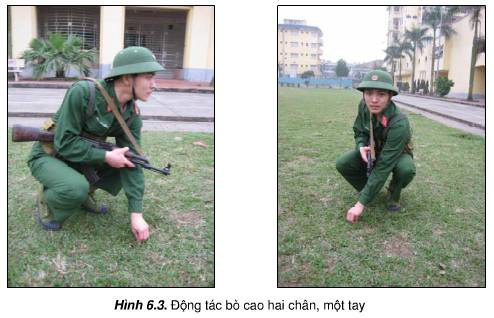 Hình 6.3. Động tác bò cao hai chân, một tay